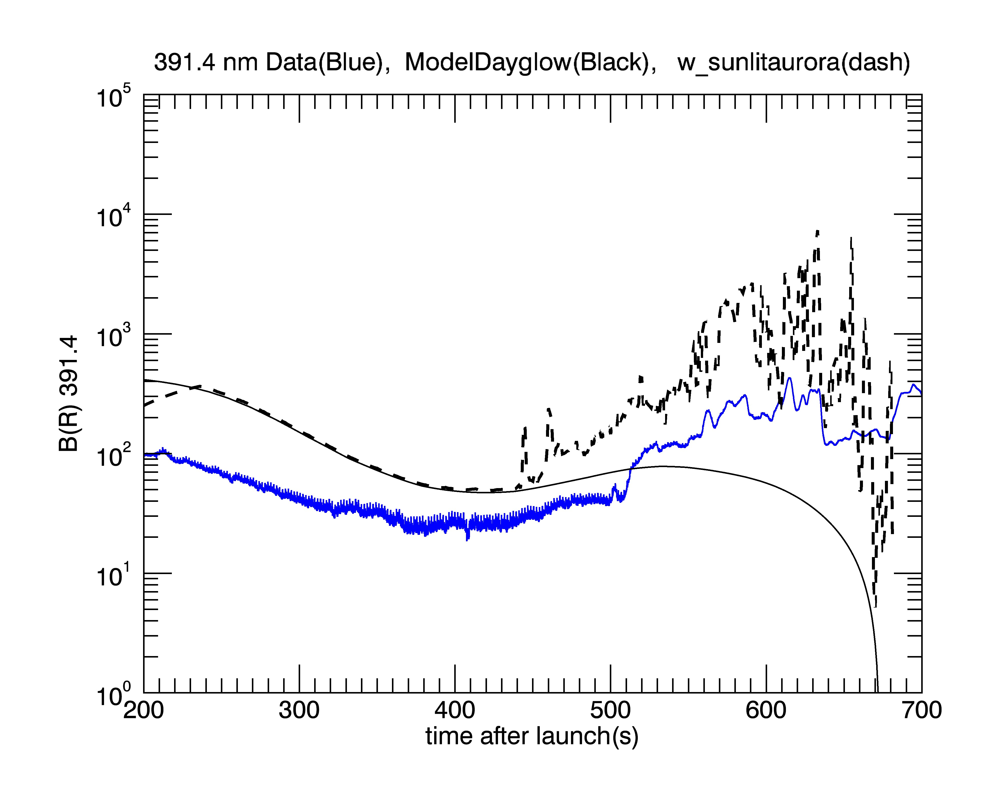 391.4 nm Data(Blue), ModelDayglow(Black), w_sunlitaurora(dash)
10^5
10^4
10^3
10^2
10^1
10^0
B(R) 391.4
200 300 400 500 600 700
time after launch(s)